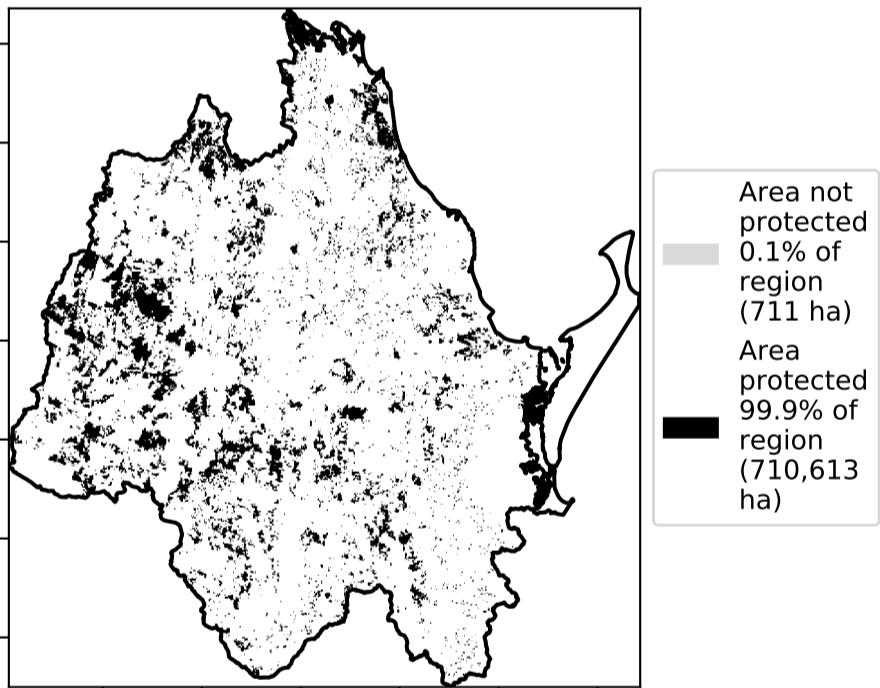 Area not
protected
0.1% of
region
(711 ha)
Area
protected
99.9% of
region
(710,613
ha)